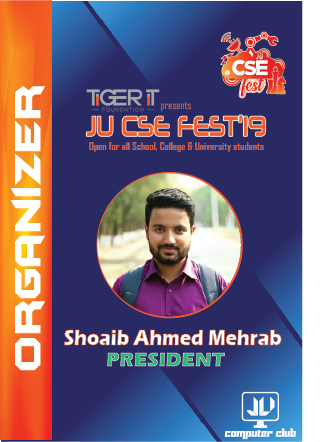 ORGANIZER
CSE
fest
TIGER IT
FOUNDATION
presents
JU CSE FEST'19
Open for all School, College & University students
Shoaib Ahmed Mehrab
PRESIDENT
JU
computer club